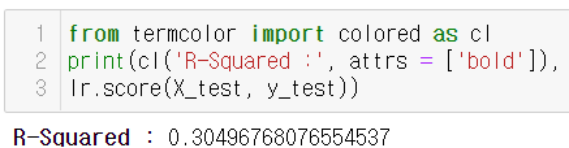 1 from termcolor import colored as cl
2 print(cl('R-Squared :', attrs = ['bold']),
3 lr.score(X_test, y_test))
R-Squared : 0.30496768076554537